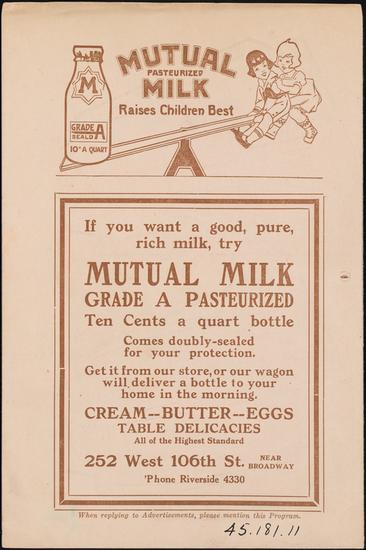 MUTUAL
PASTEURIZED
MILK
Raises Children Best
M
GRADE A
SEALD
10¢ A QUART
If you want a good, pure,
rich milk, try
MUTUAL MILK
GRADE A PASTEURIZED
Ten Cents a quart bottle
Comes doubly-sealed
for your protection.
Get it from our store, or our wagon
will deliver a bottle to your
home in the morning.
CREAM--BUTTER--EGGS
TABLE DELICACIES
All of the Highest Standard
252 West 106th St. NEAR BROADWAY
'Phone Riverside 4330
When replying to Advertisements, please mention this Program.
45.181.11